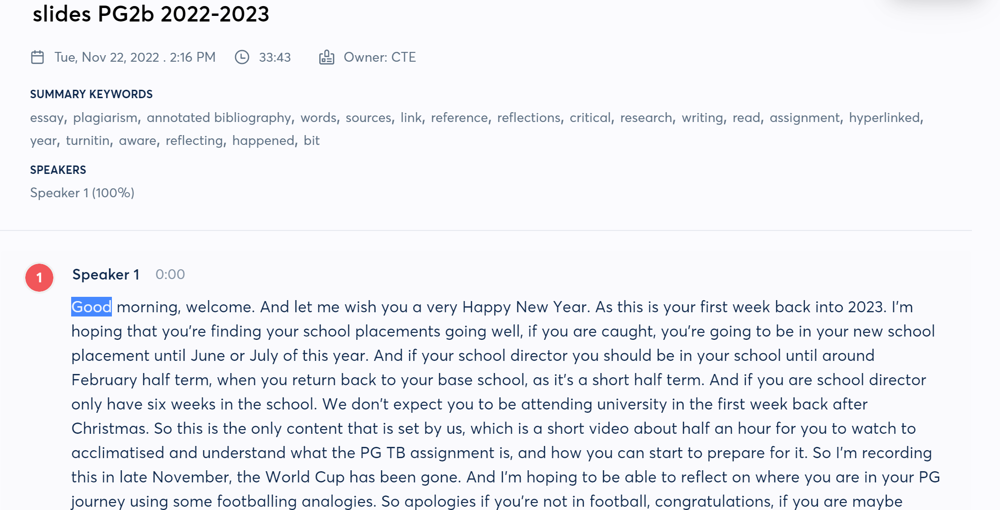 slides PG2b 2022-2023
Tue, Nov 22, 2022 . 2:16 PM 33:43 Owner: CTE
SUMMARY KEYWORDS
essay, plagiarism, annotated bibliography, words, sources, link, reference, reflections, critical, research, writing, read, assignment, hyperlinked,
year, turnitin, aware, reflecting, happened, bit
SPEAKERS
Speaker 1 (100%)
1 Speaker 1 0:00
Good morning, welcome. And let me wish you a very Happy New Year. As this is your first week back into 2023. I'm
hoping that you're finding your school placements going well, if you are caught, you're going to be in your new school
placement until June or July of this year. And if your school director you should be in your school until around
February half term, when you return back to your base school, as it's a short half term. And if you are school director
only have six weeks in the school. We don't expect you to be attending university in the first week back after
Christmas. So this is the only content that is set by us, which is a short video about half an hour for you to watch to
acclimatised and understand what the PG TB assignment is, and how you can start to prepare for it. So I'm recording
this in late November, the World Cup has been gone. And I'm hoping to be able to reflect on where you are in your PG
journey using some footballing analogies. So apologies if you're not in football, congratulations, if you are maybe